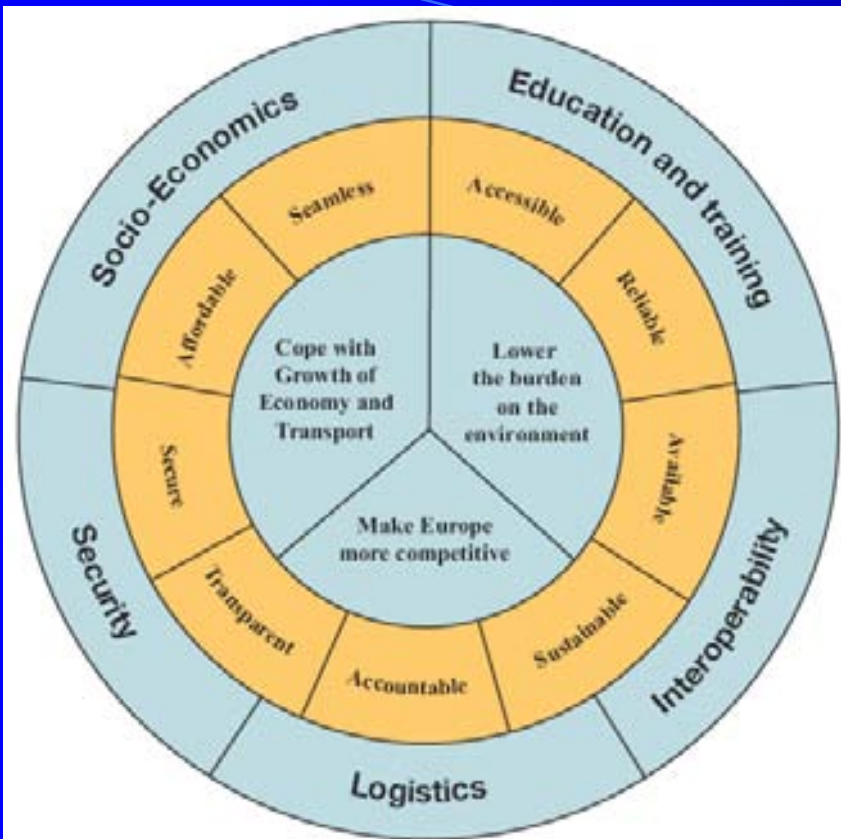 Socio-Economics
Education and training
Interoperability
Logistics
Security
Seamless
Accessible
Reliable
Available
Sustainable
Accountable
Transparent
Secure
Affordable
Cope with
Growth of
Economy and
Transport
Lower
the burden
on the
environment
Make Europe
more competitive